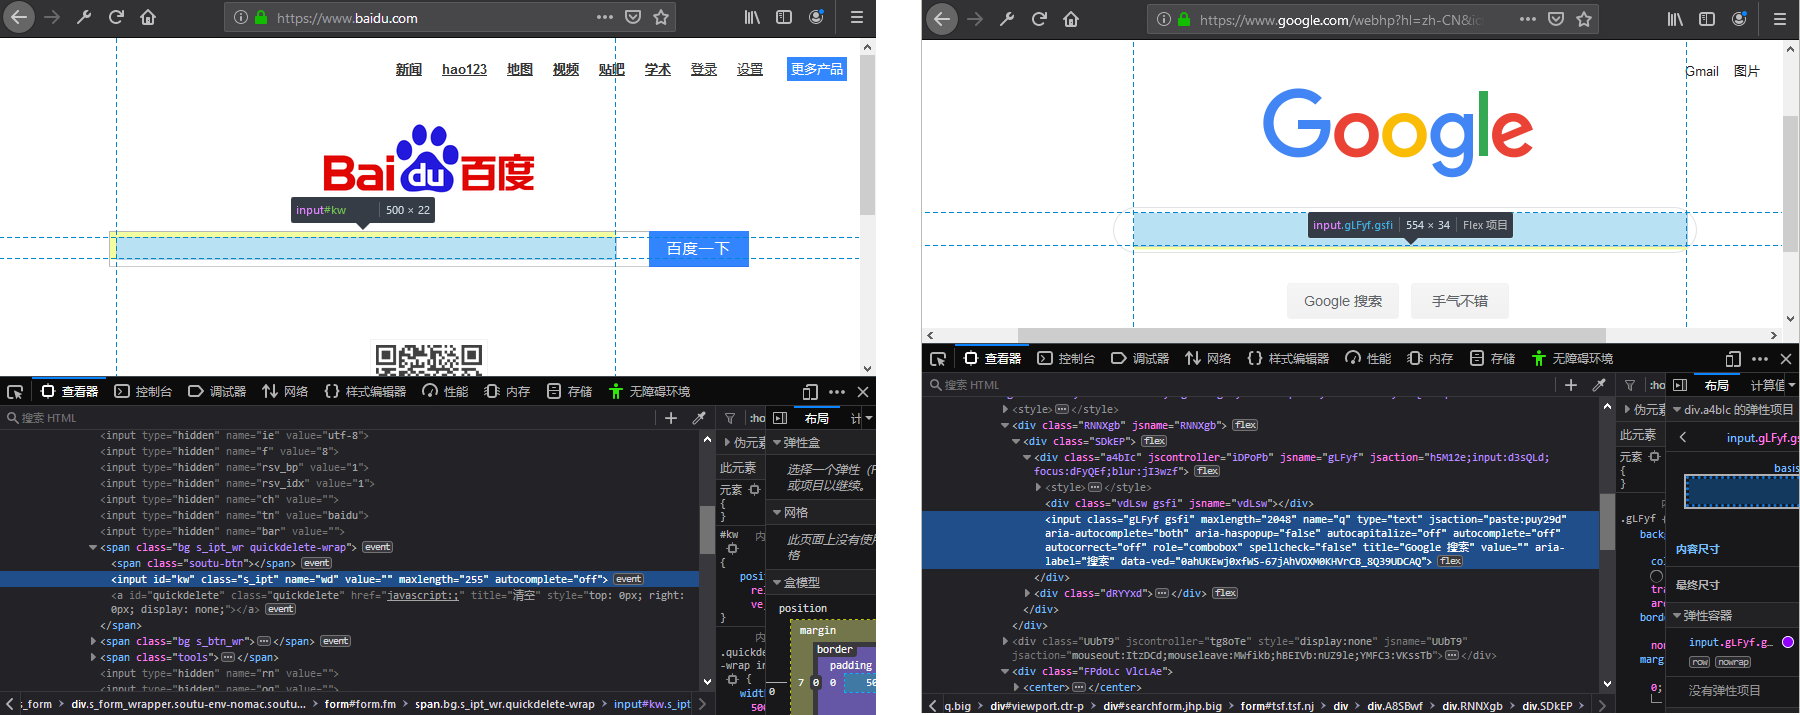 https://www.baidu.com
新闻 hao123 地图 视频 贴吧 学术 登录 设置 更多产品
Baidu百度
input#kw 500 × 22
百度一下
查看器 控制台 调试器 网络 样式编辑器 性能 内存 存储 无障碍环境
搜索 HTML
<input type="hidden" name="ie" value="utf-8">
<input type="hidden" name="f" value="8">
<input type="hidden" name="rsv_bp" value="1">
<input type="hidden" name="rsv_idx" value="1">
<input type="hidden" name="ch" value="">
<input type="hidden" name="tn" value="baidu">
<input type="hidden" name="bar" value="">
<span class="bg s_ipt_wr quickdelete-wrap"> event
<span class="soutu-btn"></span> event
<input id="kw" class="s_ipt" name="wd" value="" maxlength="255" autocomplete="off"> event
<a id="quickdelete" class="quickdelete" href="javascript:;" title="清空" style="top: 0px; right:
0px; display: none;"></a> event
</span>
<span class="bg s_btn_wr"></span> event
<span class="tools"></span>
<input type="hidden" name="rn" value="">
<input type="hidden" name="oq" value="">
s_form div.s_form_wrapper.soutu-env-nomac.soutu... form#form.fm span.bg.s_ipt_wr.quickdelete-wrap input#kw.s_ipt
:ho
伪元素
此元素
元素
{
}
#kw 内
{
posit
rel
ve
}
内
.quickde
-wrap in
{
width
500
布局 计
弹性盒
选择一个弹性（F
或项目以继续。
网格
此页面上没有使用
格
盒模型
position
margin
border
padding
0 7 0 0 50
https://www.google.com/webhp?hl=zh-CN&ic
Gmail 图片
Google
input.gLFyf.gsfi 554 × 34 Flex 项目
Google 搜索 手气不错
查看器 控制台 调试器 网络 样式编辑器 性能 内存 存储 无障碍环境
搜索 HTML
<style></style>
<div class="RNNXgb" jsname="RNNXgb"> flex
<div class="SDkEP"> flex
<div class="a4bIc" jscontroller="iDPoPb" jsname="gLFyf" jsaction="h5M12e;input:d3sQLd;
focus:dFyQEf;blur:jI3wzf"> flex
<style></style>
<div class="vdLsw gsfi" jsname="vdLsw"></div>
<input class="gLFyf gsfi" maxlength="2048" name="q" type="text" jsaction="paste:puy29d"
aria-autocomplete="both" aria-haspopup="false" autocapitalize="off" autocomplete="off"
autocorrect="off" role="combobox" spellcheck="false" title="Google 搜索" value="" aria-
label="搜索" data-ved="0ahUKEwj0xfWS-67jAhVOXM0KHVrCB_8Q39UDCAQ"> flex
</div>
<div class="dRYYxd"></div> flex
</div>
</div>
<div class="UUbT9" jscontroller="tg8oTe" style="display:none" jsname="UUbT9"
jsaction="mouseout:ItzDCd;mouseleave:MWfikb;hBEIVb:nUZ9le;YMFC3:VKssTb"></div>
<div class="FPdoLc VlcLAe">
<center></center>
q.big div#viewport.ctr-p div#searchform.jhp.big form#tsf.tsf.nj div div.A8SBwf div.RNNXgb div.SDkEP
:ho
伪元素
此元素
元素
{
}
内
.gLFyf
backg
col
tra
ar
borde
non
marg
0;
布局 计算值
div.a4bIc 的弹性项目
input.gLFyf.gs
basis
内容尺寸
最终尺寸
弹性容器
input.gLFyf.g...
row nowrap
没有弹性项目